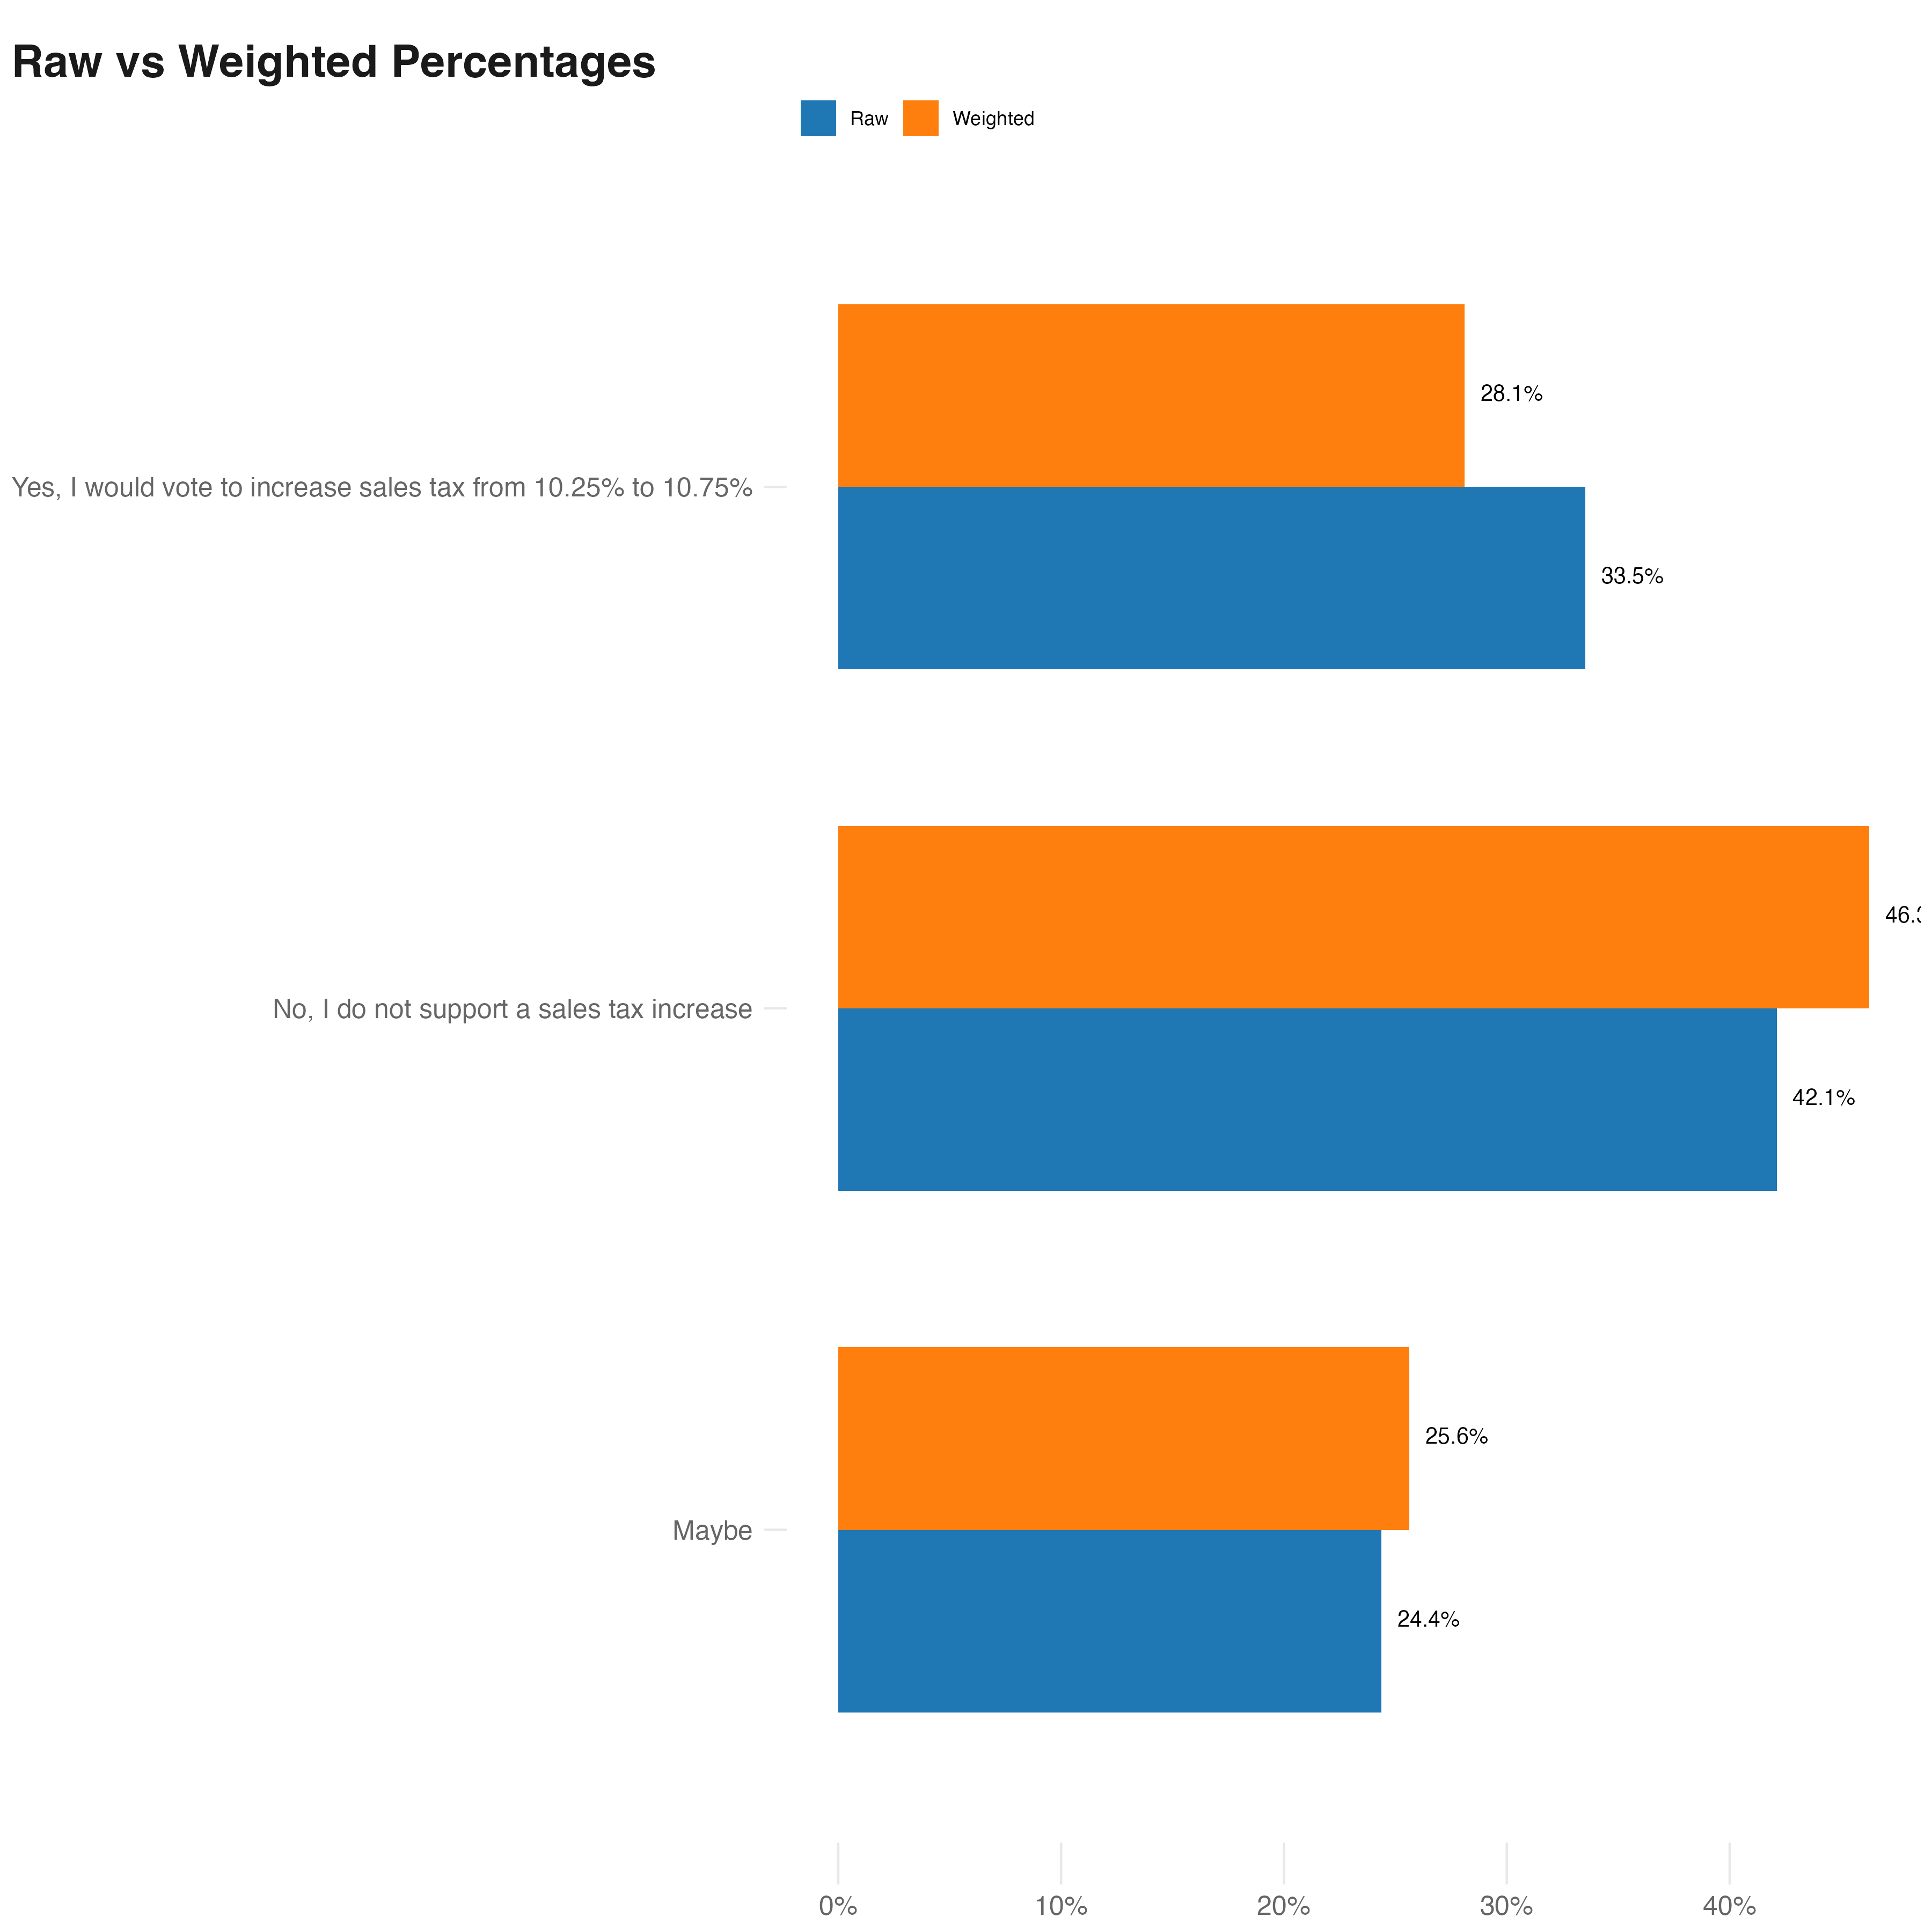 Raw vs Weighted Percentages
Raw Weighted
28.1%
Yes, I would vote to increase sales tax from 10.25% to 10.75%
33.5%
No, I do not support a sales tax increase
42.1%
25.6%
Maybe
24.4%
0% 10% 20% 30% 40%